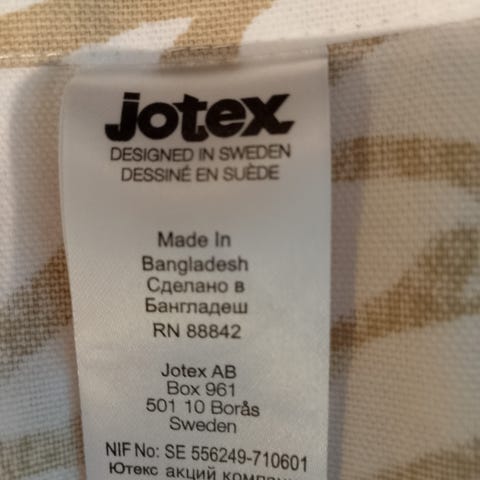 jotex
DESIGNED IN SWEDEN
DESSINÉ EN SUÈDE
Made In
Bangladesh
Сделано в
Бангладеш
RN 88842
Jotex AB
Box 961
501 10 Borås
Sweden
NIF No: SE 556249-710601
Ютекс акций